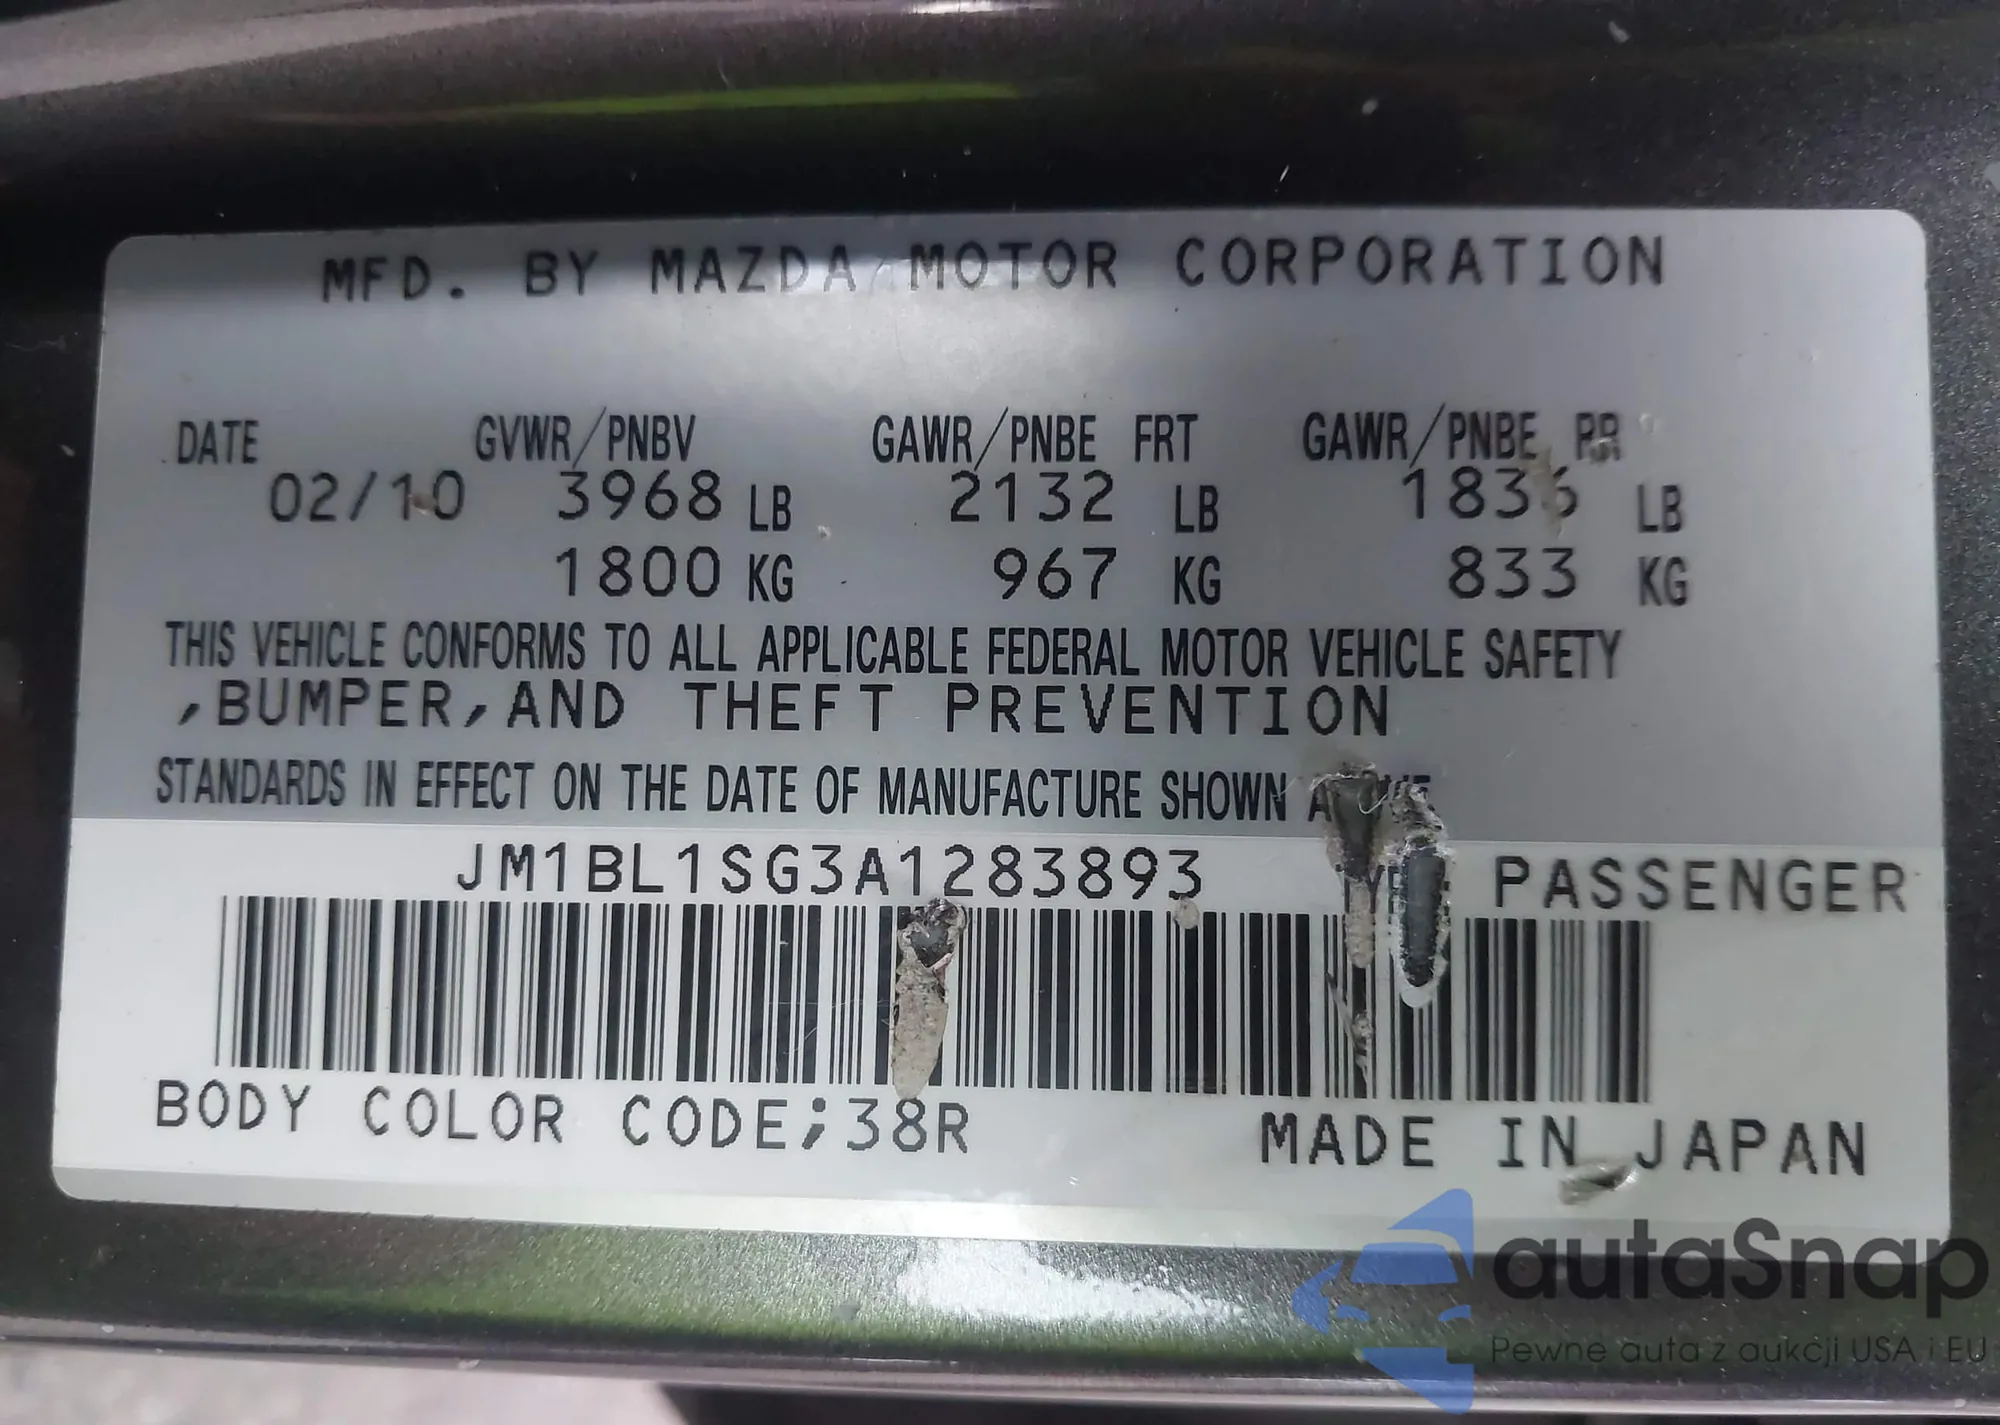 MFD. BY MAZDA MOTOR CORPORATION
DATE GVWR/PNBV GAWR/PNBE FRT GAWR/PNBE RR
02/10 3968 LB 2132 LB 1836 LB
1800 KG 967 KG 833 KG
THIS VEHICLE CONFORMS TO ALL APPLICABLE FEDERAL MOTOR VEHICLE SAFETY
,BUMPER,AND THEFT PREVENTION
STANDARDS IN EFFECT ON THE DATE OF MANUFACTURE SHOWN
JM1BL1SG3A1283893 PASSENGER
BODY COLOR CODE;38R MADE IN JAPAN
autaSnap
Pewne auta z aukcji USA i EU